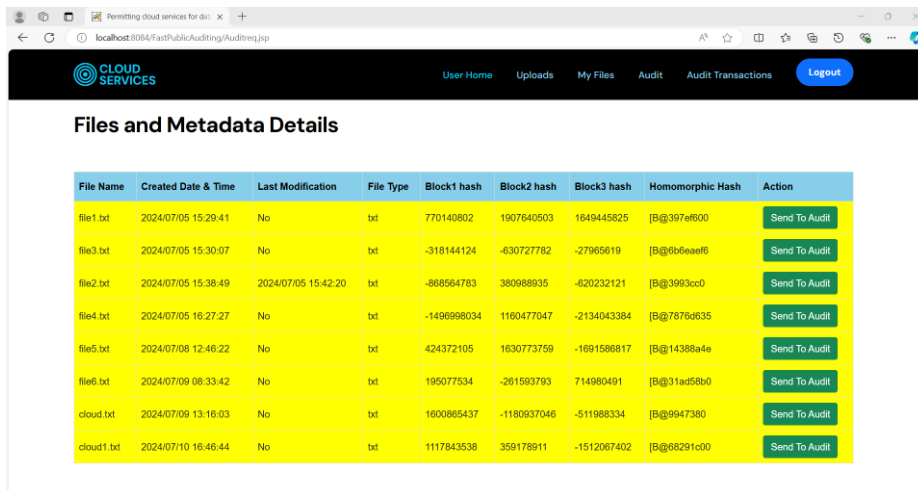 Permitting cloud services for dat
localhost:8084/FastPublicAuditing/Auditreq.jsp
CLOUD SERVICES User Home Uploads My Files Audit Audit Transactions Logout
Files and Metadata Details
File Name Created Date & Time Last Modification File Type Block1 hash Block2 hash Block3 hash Homomorphic Hash Action
file1.txt 2024/07/05 15:29:41 No txt 770140802 1907640503 1649445825 [B@397ef600 Send To Audit
file3.txt 2024/07/05 15:30:07 No txt -318144124 -630727782 -27965619 [B@6b6eaef6 Send To Audit
file2.txt 2024/07/05 15:38:49 2024/07/05 15:42:20 txt -868564783 380988935 -620232121 [B@3993cc0 Send To Audit
file4.txt 2024/07/05 16:27:27 No txt -1496998034 1160477047 -2134043384 [B@7876d635 Send To Audit
file5.txt 2024/07/08 12:46:22 No txt 424372105 1630773759 -1691586817 [B@14388a4e Send To Audit
file6.txt 2024/07/09 08:33:42 No txt 195077534 -261593793 714980491 [B@31ad58b0 Send To Audit
cloud.txt 2024/07/09 13:16:03 No txt 1600865437 -1180937046 -511988334 [B@9947380 Send To Audit
cloud1.txt 2024/07/10 16:46:44 No txt 1117843538 359178911 -1512067402 [B@68291c00 Send To Audit